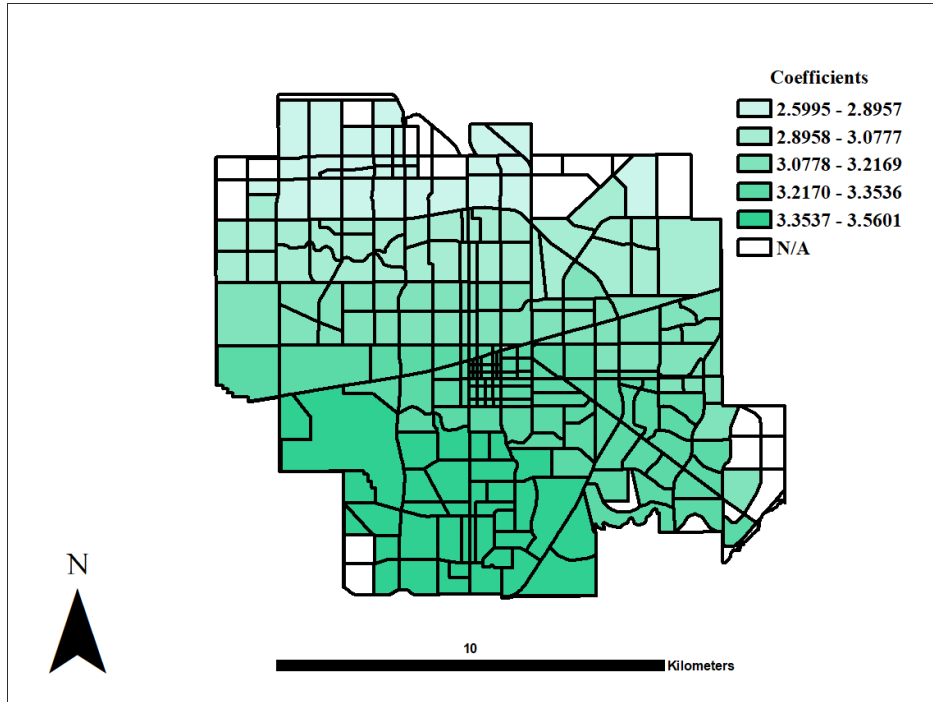 Coefficients
2.5995 - 2.8957
2.8958 - 3.0777
3.0778 - 3.2169
3.2170 - 3.3536
3.3537 - 3.5601
N/A
N
10
Kilometers